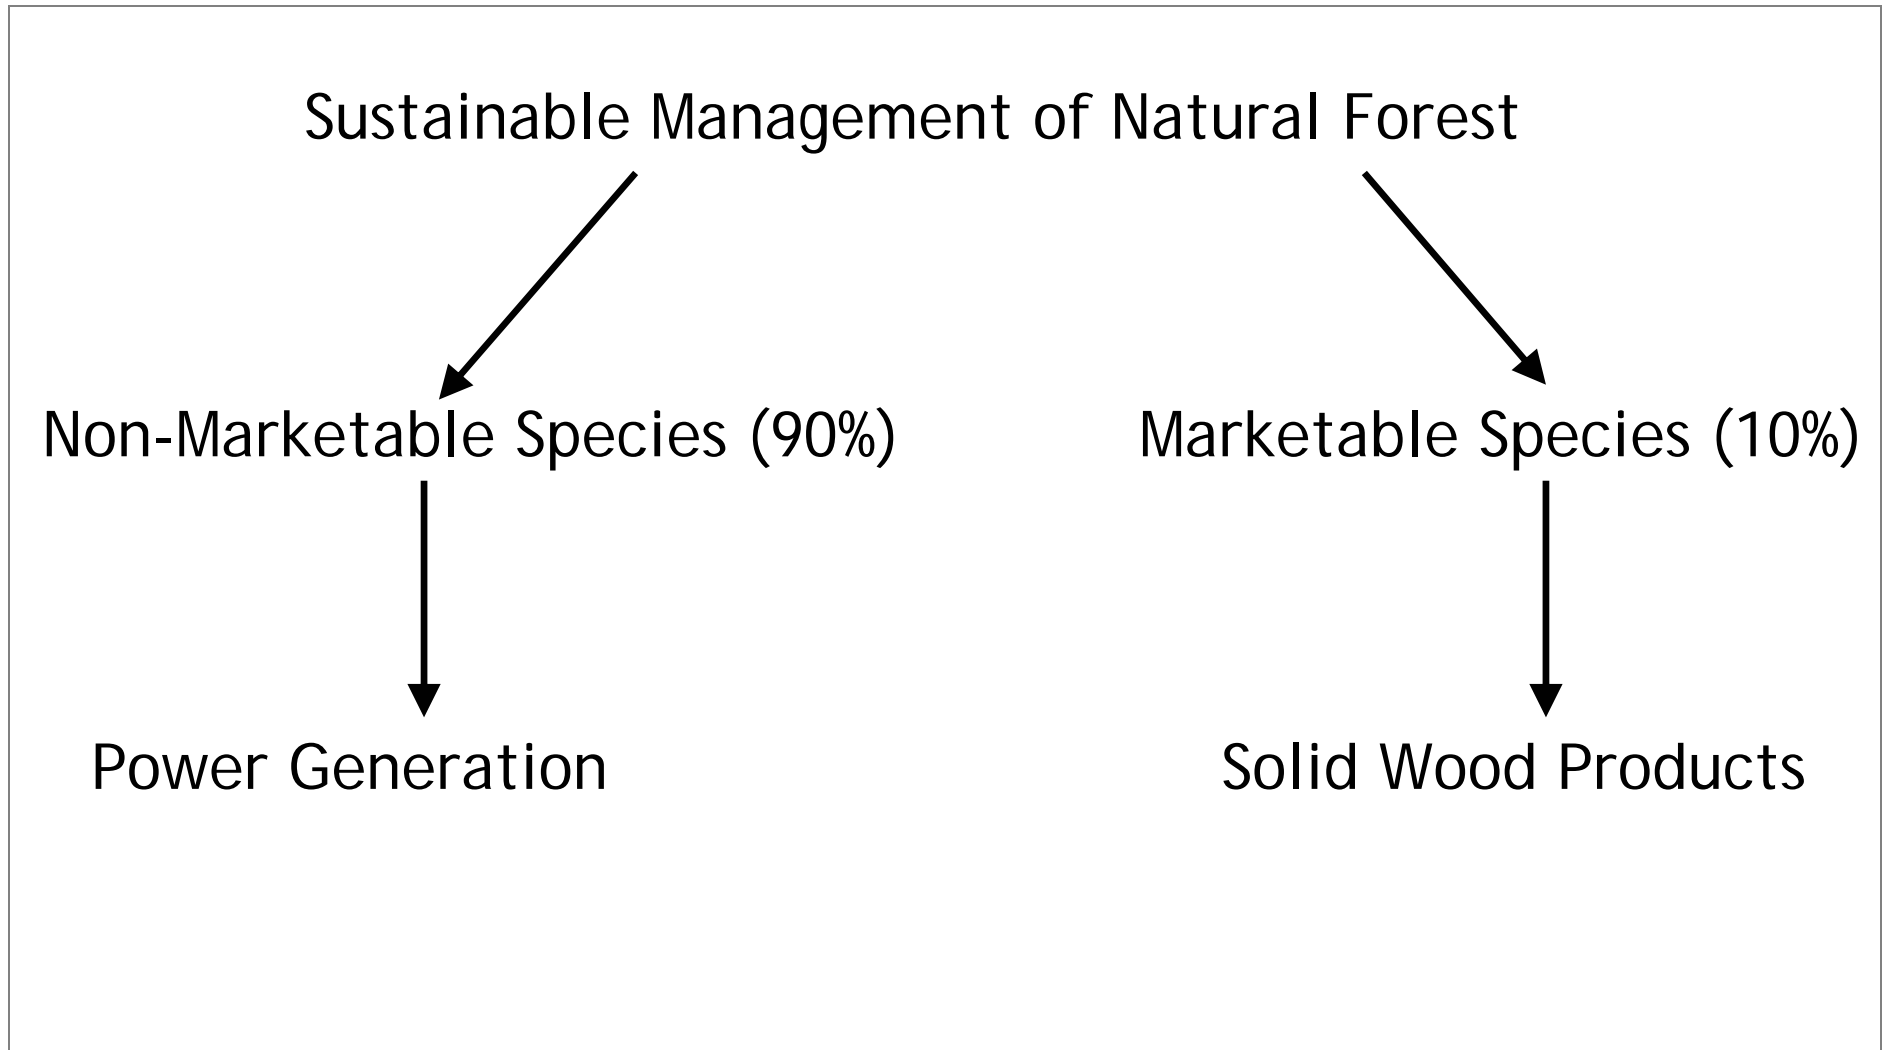 Sustainable Management of Natural Forest
Non-Marketable Species (90%)
Marketable Species (10%)
Power Generation
Solid Wood Products